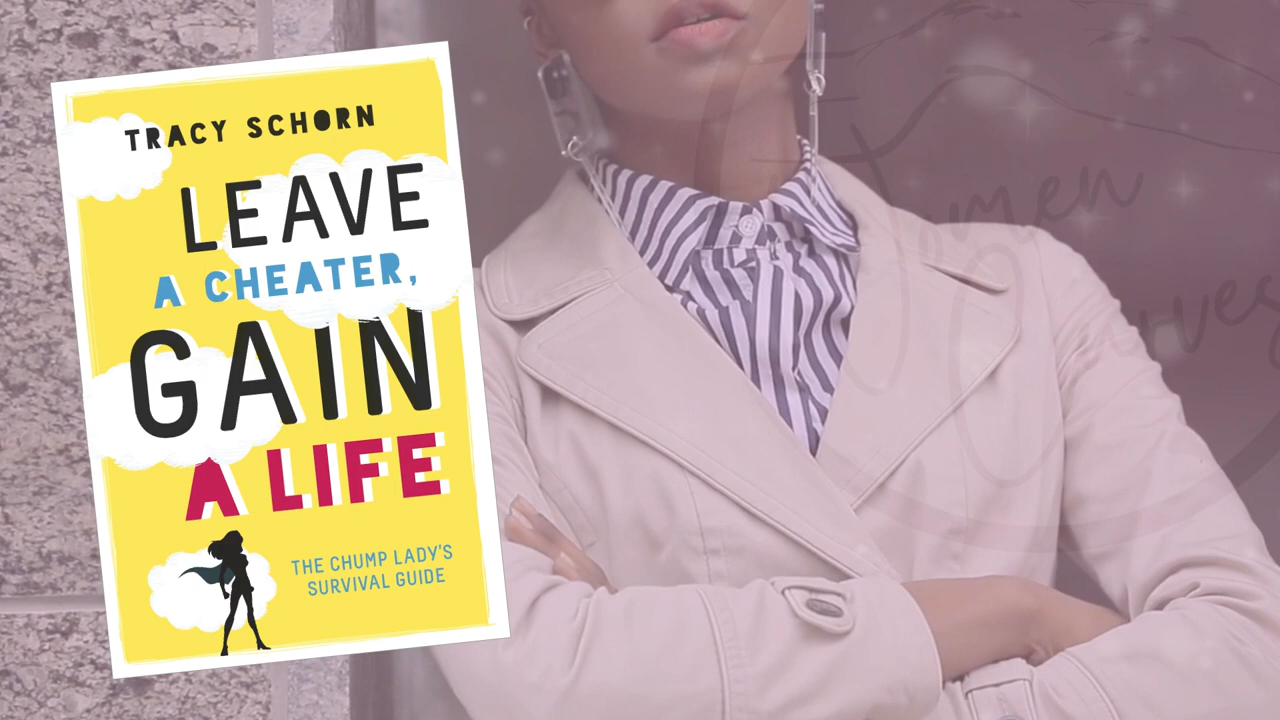 TRACY SCHORN
LEAVE
A CHEATER,
GAIN
A LIFE
THE CHUMP LADY'S
SURVIVAL GUIDE